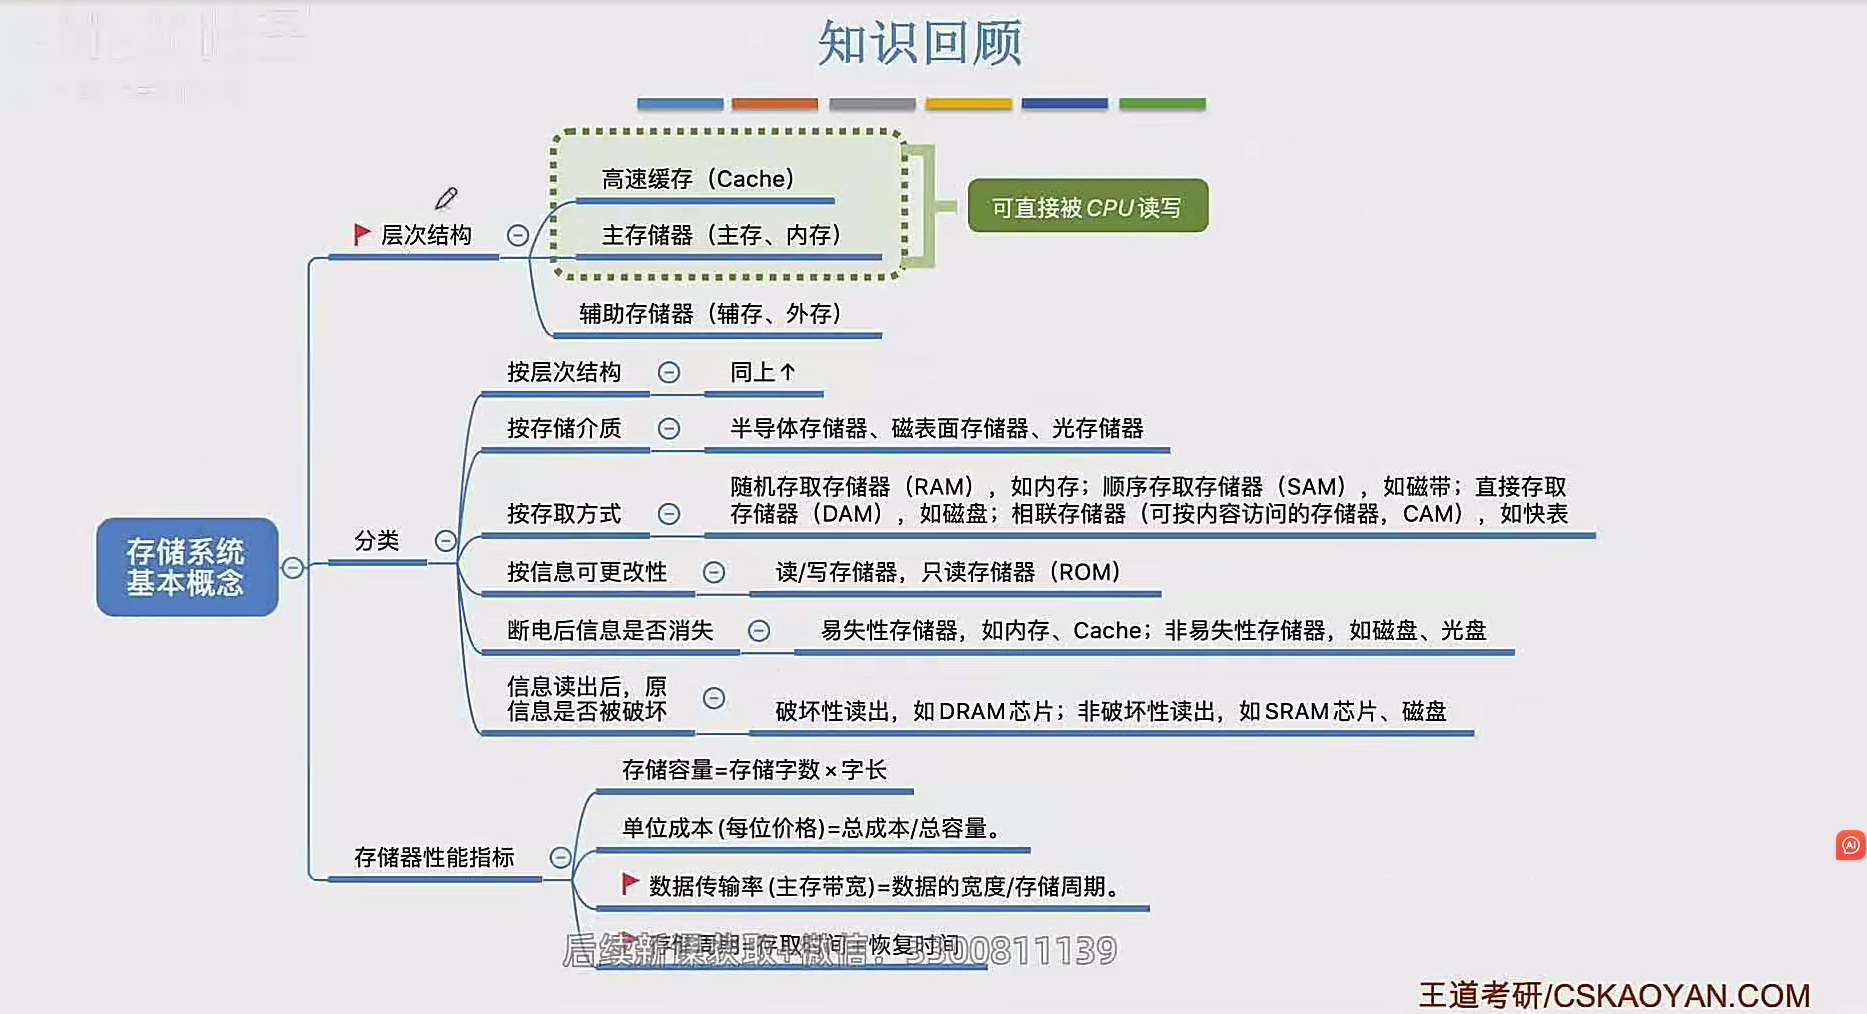 知识回顾
高速缓存（Cache）
主存储器（主存、内存）
可直接被CPU读写
层次结构
辅助存储器（辅存、外存）
按层次结构
同上↑
按存储介质
半导体存储器、磁表面存储器、光存储器
按存取方式
随机存取存储器（RAM），如内存；顺序存取存储器（SAM），如磁带；直接存取
存储器（DAM），如磁盘；相联存储器（可按内容访问的存储器，CAM），如快表
分类
存储系统
基本概念
按信息可更改性
读/写存储器，只读存储器（ROM）
断电后信息是否消失
易失性存储器，如内存、Cache；非易失性存储器，如磁盘、光盘
信息读出后，原
信息是否被破坏
破坏性读出，如DRAM芯片；非破坏性读出，如SRAM芯片、磁盘
存储容量=存储字数×字长
单位成本(每位价格)=总成本/总容量。
存储器性能指标
数据传输率(主存带宽)=数据的宽度/存储周期。
存储周期=存取时间+恢复时间
后续新课获取+微信：3300811139
王道考研/CSKAOYAN.COM
AI